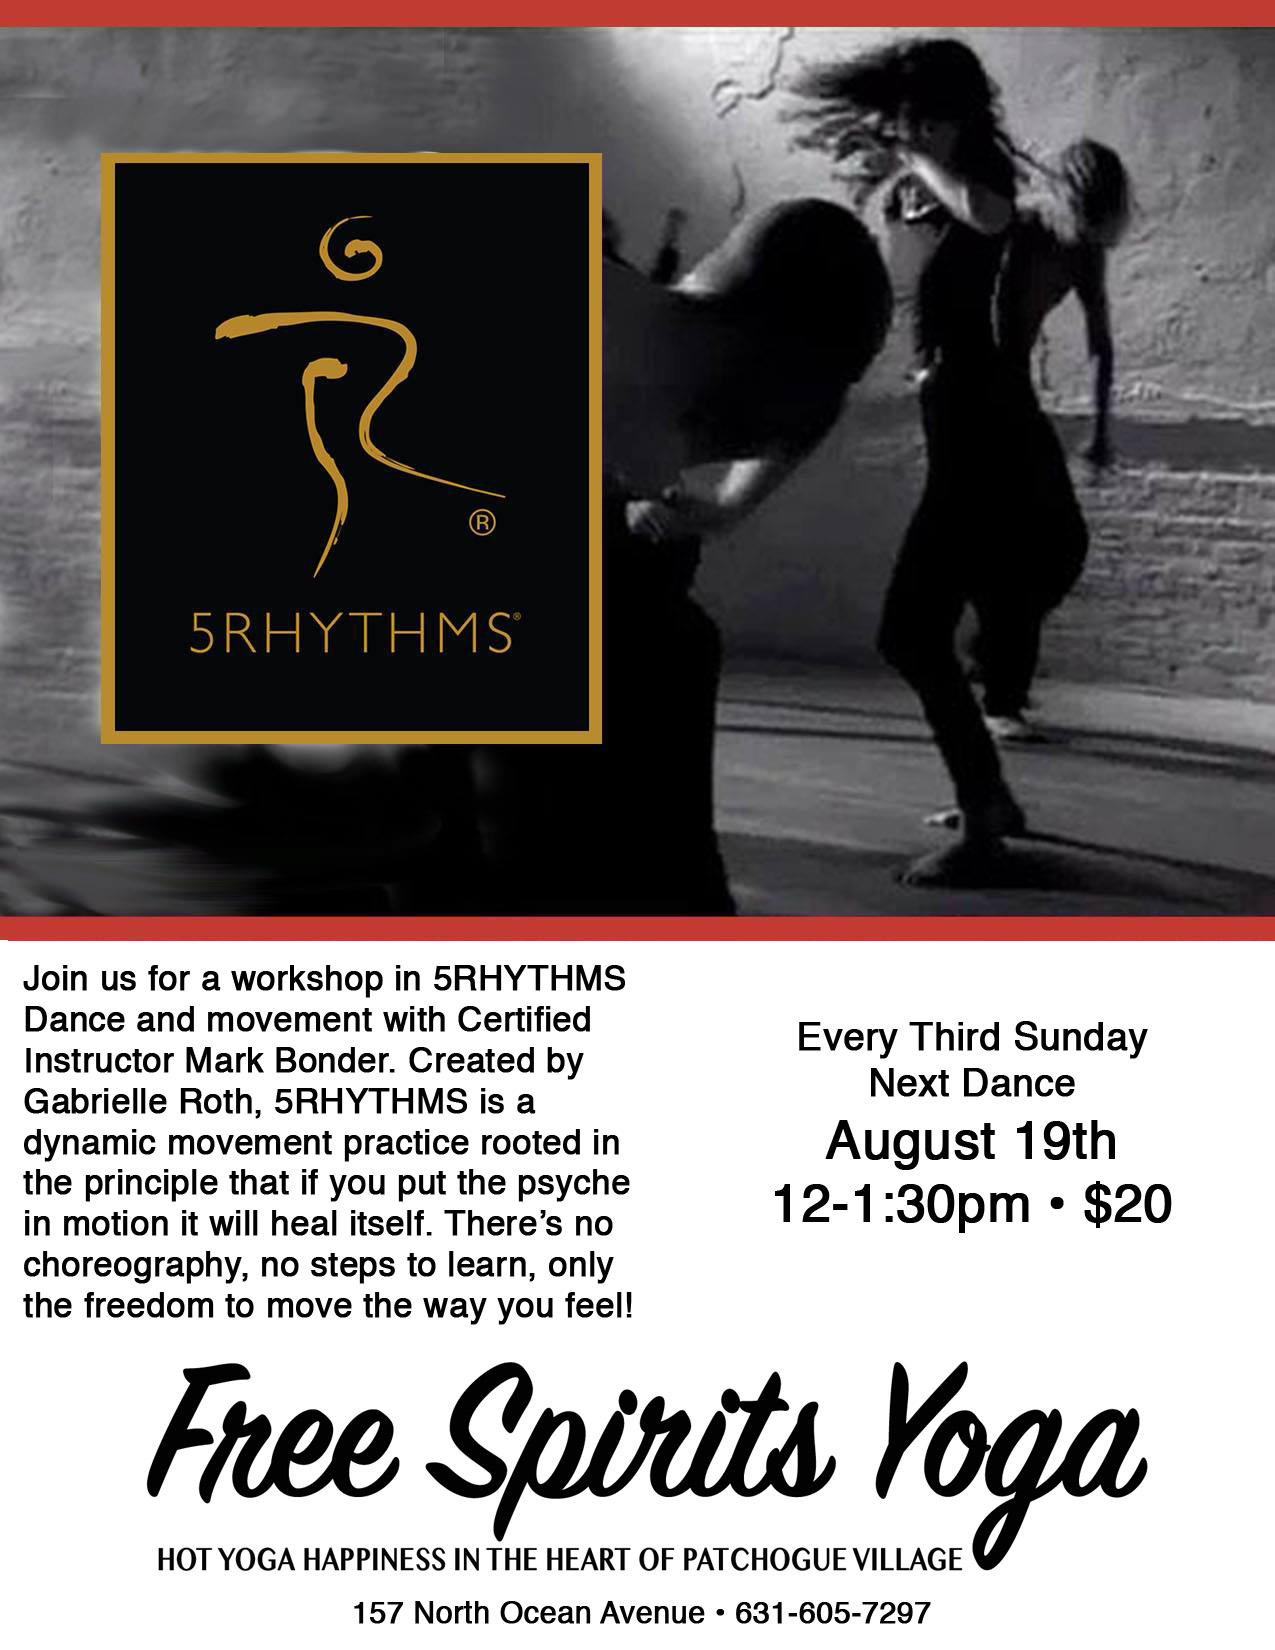 ®
5RHYTHMS®
Join us for a workshop in 5RHYTHMS
Dance and movement with Certified
Instructor Mark Bonder. Created by
Gabrielle Roth, 5RHYTHMS is a
dynamic movement practice rooted in
the principle that if you put the psyche
in motion it will heal itself. There’s no
choreography, no steps to learn, only
the freedom to move the way you feel!
Every Third Sunday
Next Dance
August 19th
12-1:30pm • $20
Free Spirits Yoga
HOT YOGA HAPPINESS IN THE HEART OF PATCHOGUE VILLAGE
157 North Ocean Avenue • 631-605-7297